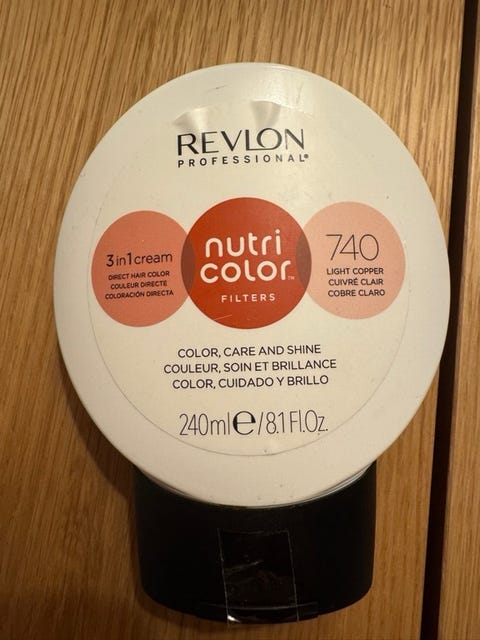 REVLON
PROFESSIONAL®
3 in 1 cream
DIRECT HAIR COLOR
COULEUR DIRECTE
COLORACIÓN DIRECTA
nutri
color™
FILTERS
740
LIGHT COPPER
CUIVRÉ CLAIR
COBRE CLARO
COLOR, CARE AND SHINE
COULEUR, SOIN ET BRILLANCE
COLOR, CUIDADO Y BRILLO
240ml℮/8.1 Fl.Oz.